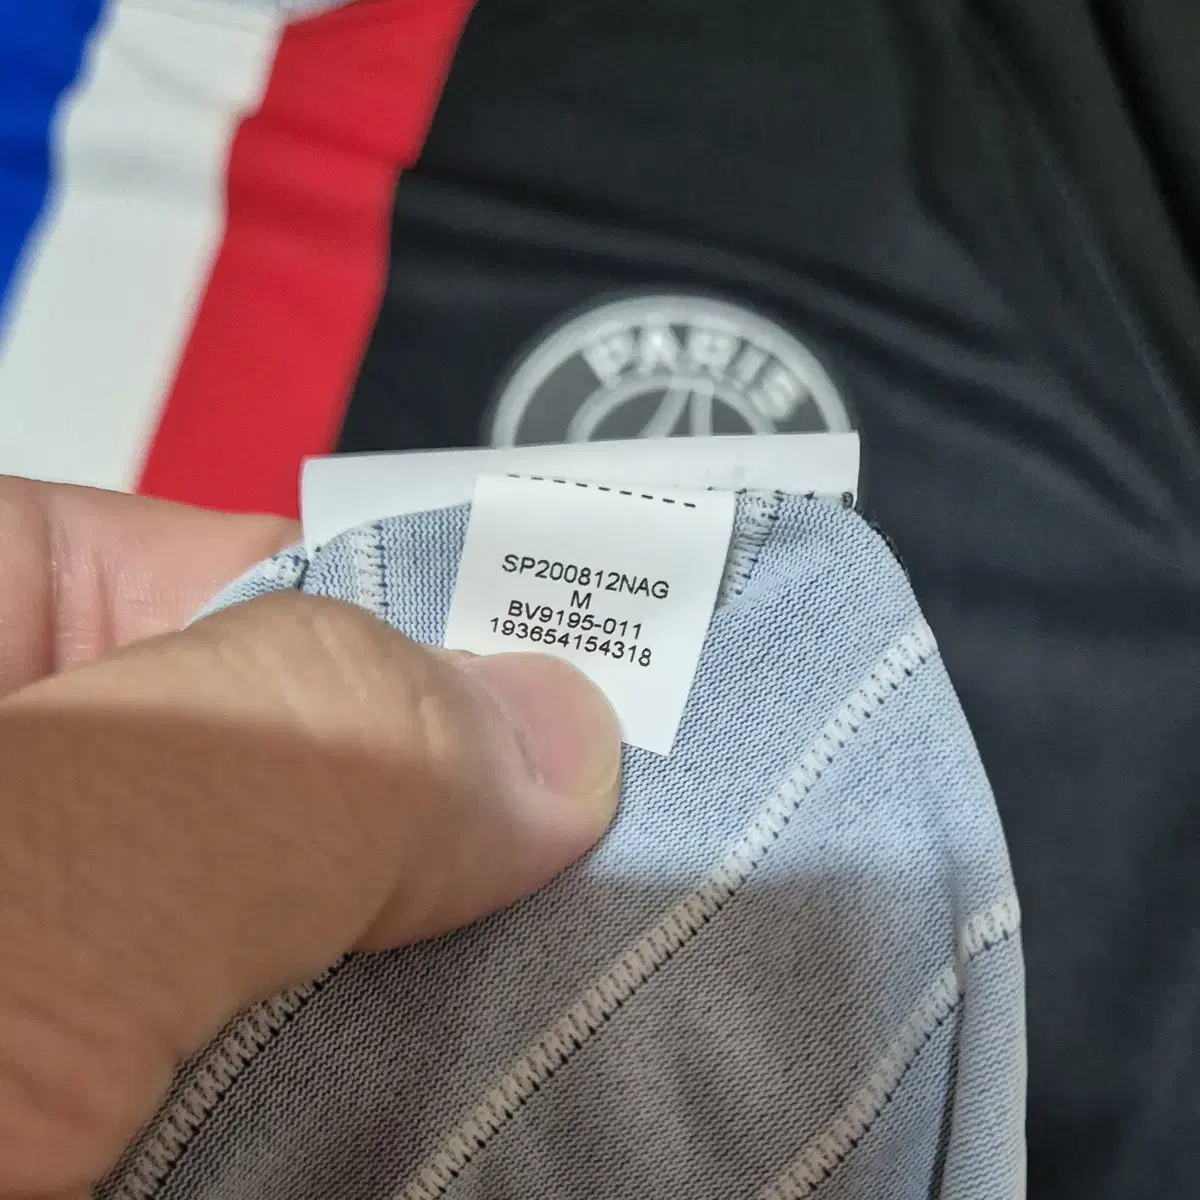 PARIS
SP200812NAG
M
BV9195-011
193654154318